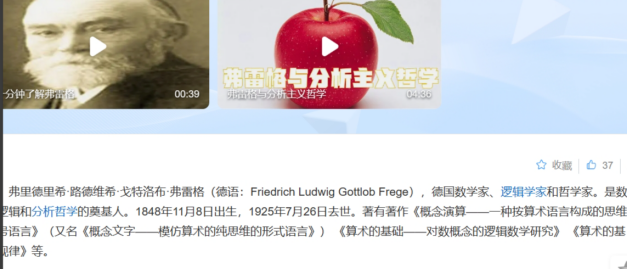 分钟了解弗雷格 00:39
弗雷格与分析主义哲学
弗雷格与分析主义哲学 04:36
收藏 37
弗里德里希·路德维希·戈特洛布·弗雷格（德语：Friedrich Ludwig Gottlob Frege），德国数学家、逻辑学家和哲学家。是数
逻辑和分析哲学的奠基人。1848年11月8日出生，1925年7月26日去世。著有著作《概念演算——一种按算术语言构成的思维
号语言》（又名《概念文字——模仿算术的纯思维的形式语言》）《算术的基础——对数概念的逻辑数学研究》《算术的基
规律》等。